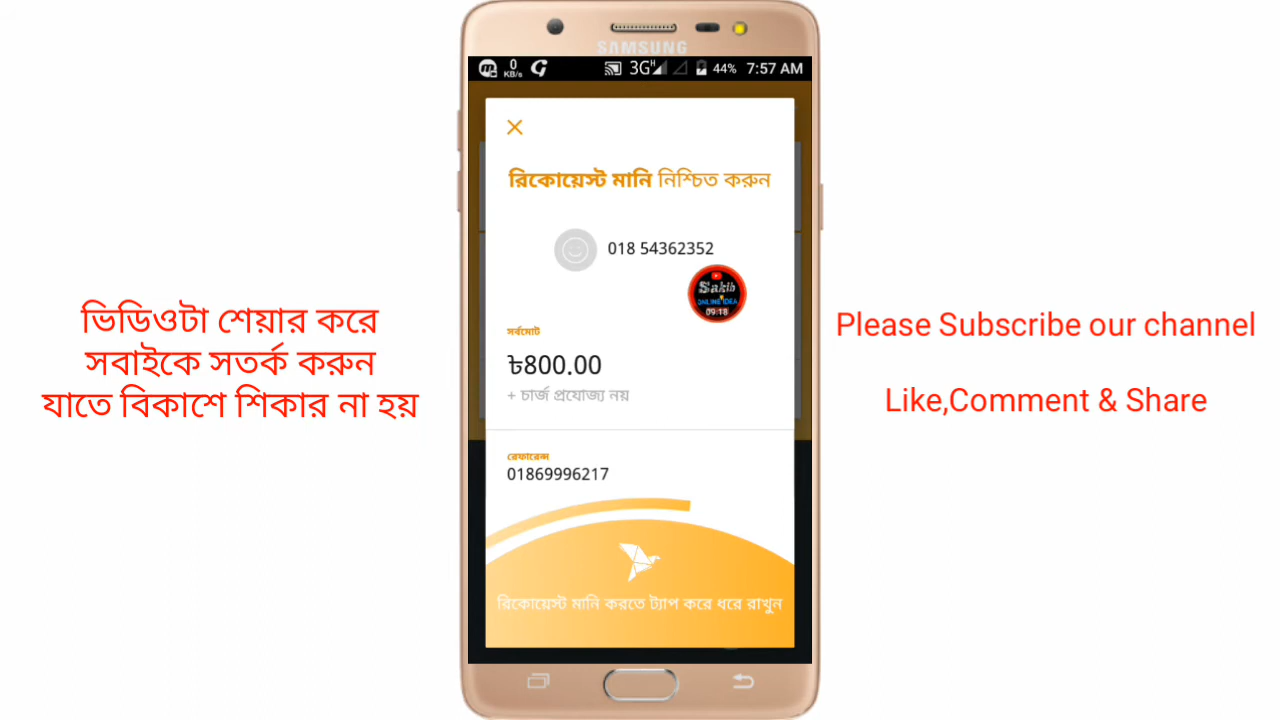 SAMSUNG
0 KB/s G 3G H 44% 7:57 AM
রিকোয়েস্ট মানি নিশ্চিত করুন
018 54362352
Sakib
ONLINE IDEA
09:18
সর্বমোট
৳800.00
+ চার্জ প্রযোজ্য নয়
রেফারেন্স
01869996217
রিকোয়েস্ট মানি করতে ট্যাপ করে ধরে রাখুন
ভিডিওটা শেয়ার করে
সবাইকে সতর্ক করুন
যাতে বিকাশে শিকার না হয়
Please Subscribe our channel
Like,Comment & Share